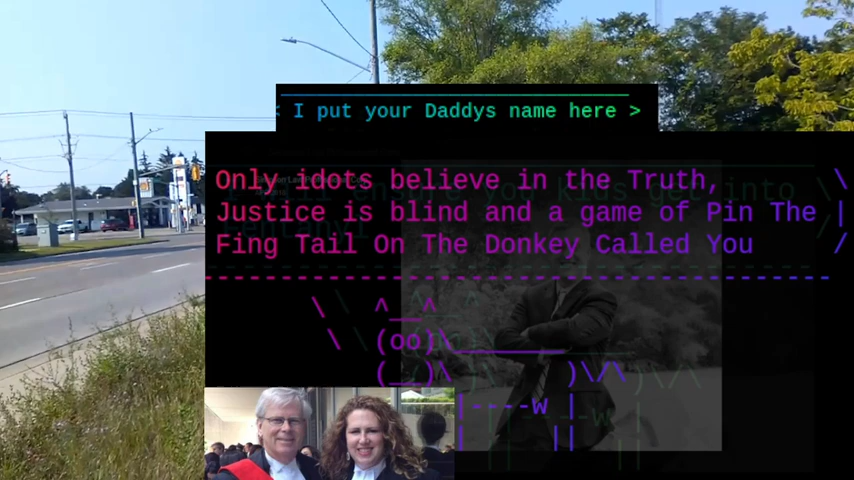 < I put your Daddys name here >
Only idots believe in the Truth, \
Justice is blind and a game of Pin The |
Fing Tail On The Donkey Called You /